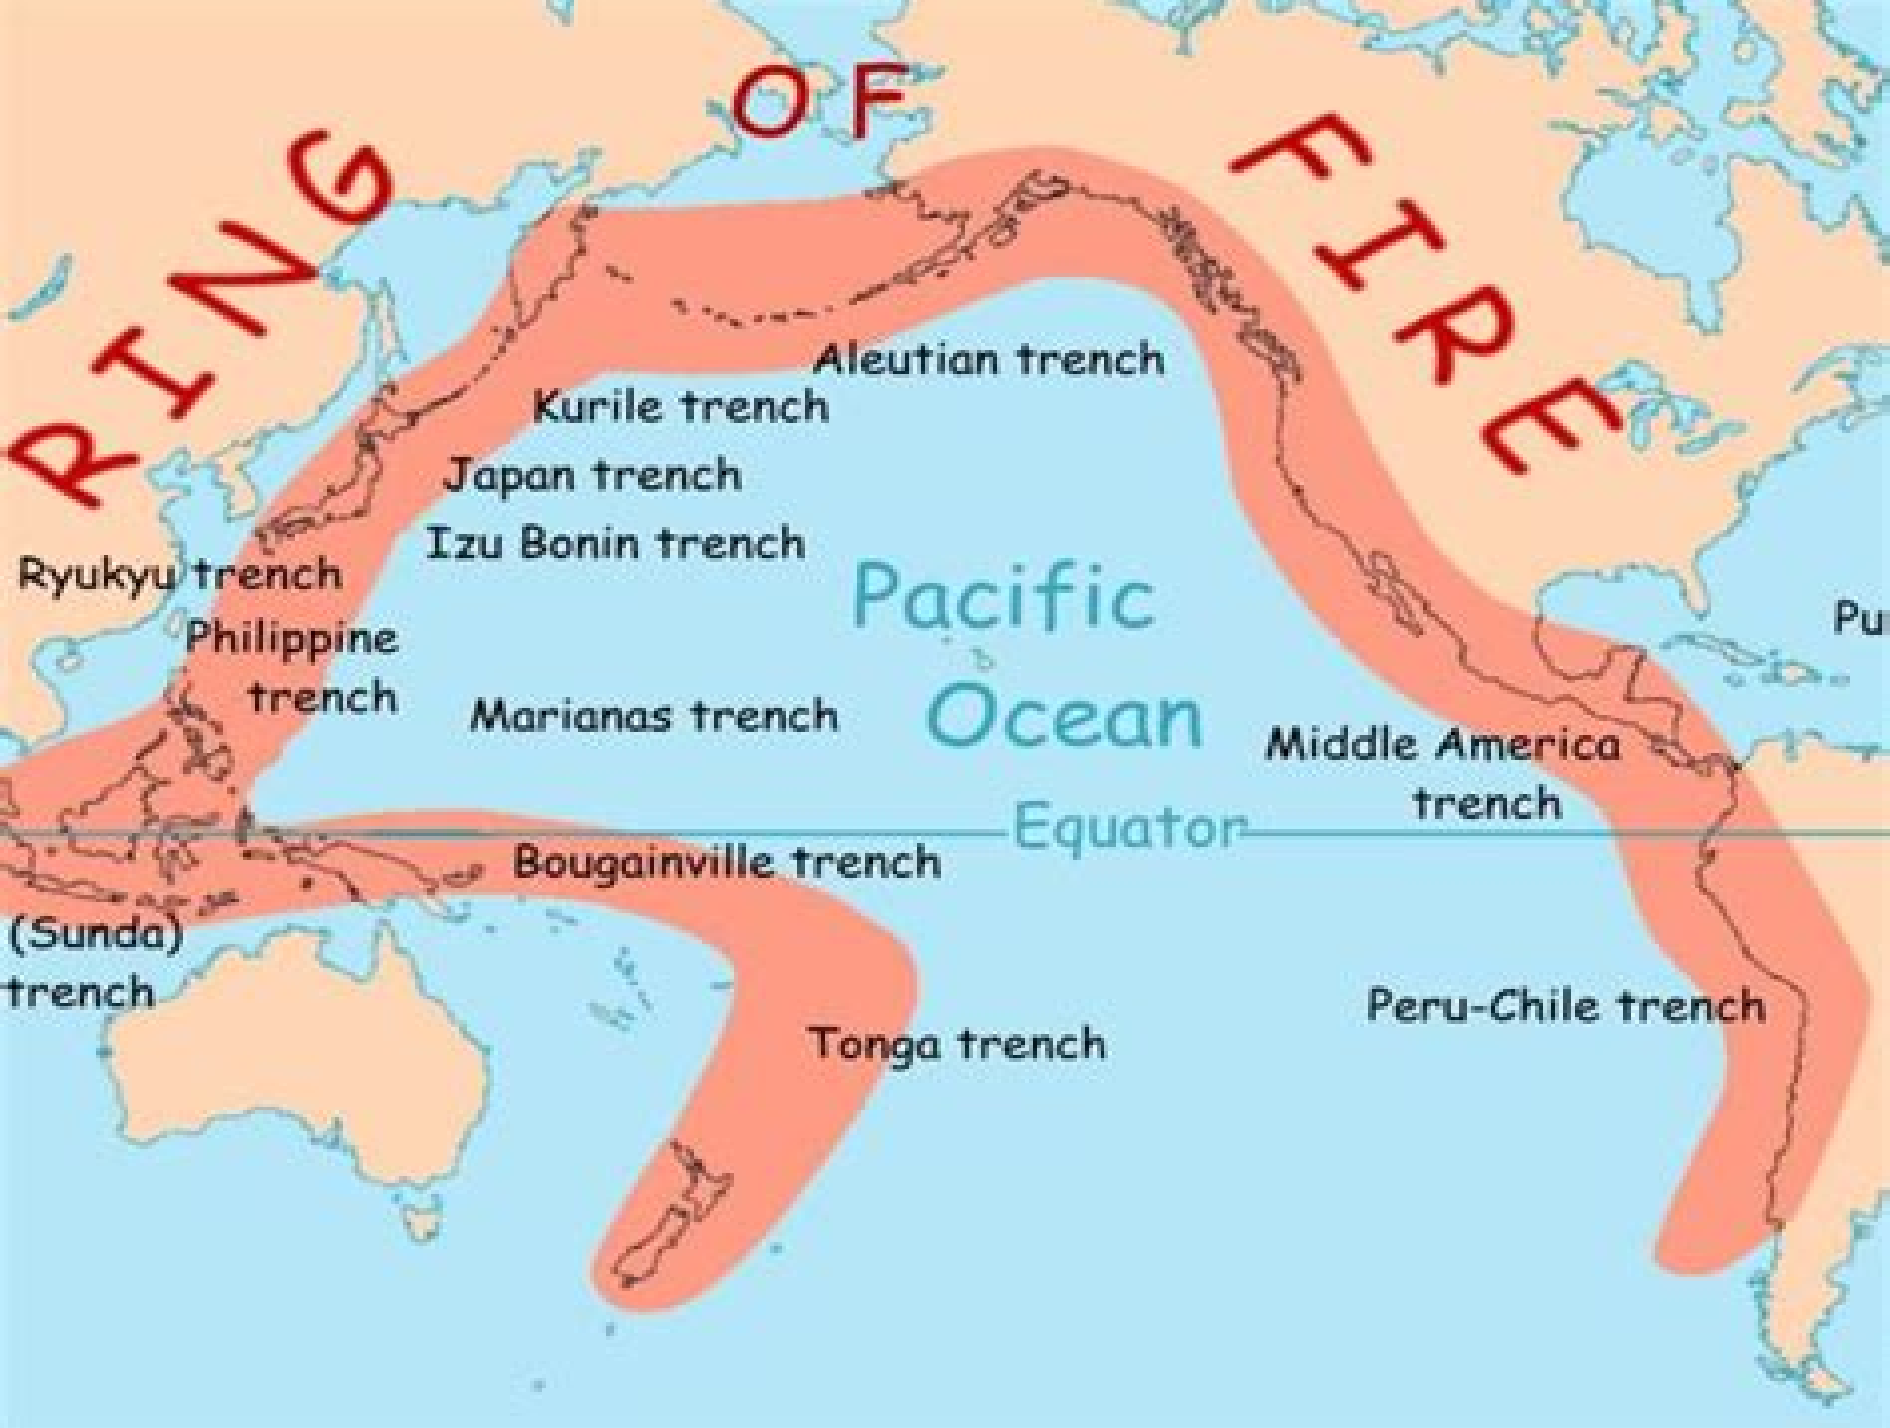 RING OF FIRE
Aleutian trench
Kurile trench
Japan trench
Izu Bonin trench
Ryukyu trench
Philippine
trench
Marianas trench
Pacific
Ocean
Middle America
trench
Equator
Bougainville trench
(Sunda)
trench
Peru-Chile trench
Tonga trench
Pu